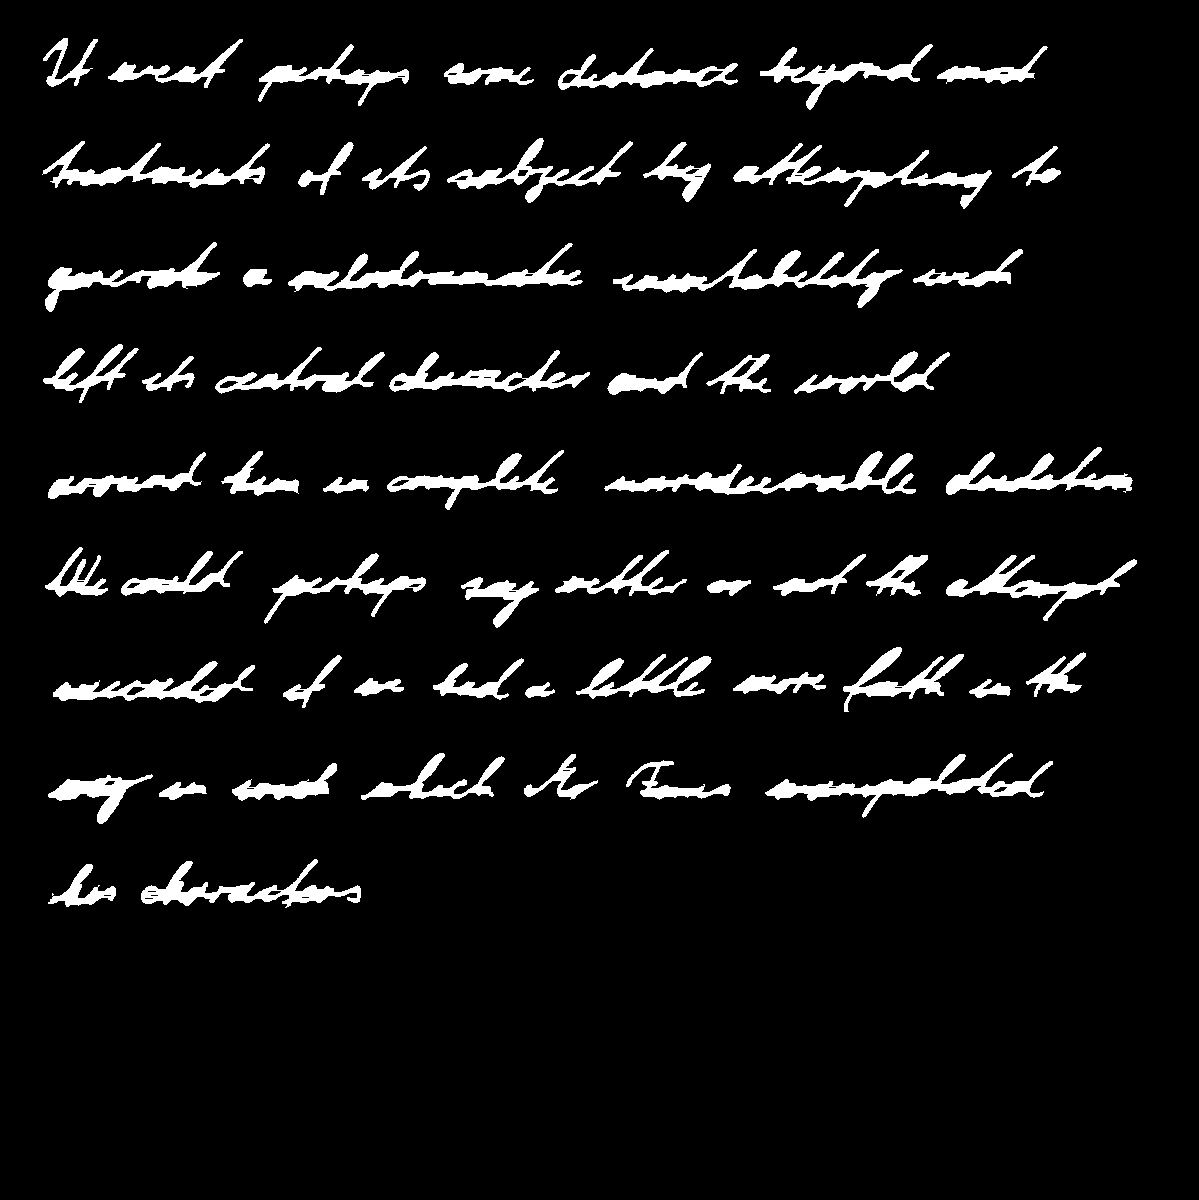 It went perhaps some distance beyond most
treatments of its subject by attempting to
generate a melodramatic inevitability which
left its central character and the world
around him in complete irredeemable desolation
We could perhaps say whether or not the attempt
succeeded if we had a little more faith in the
way in which Mr manipulated
his characters